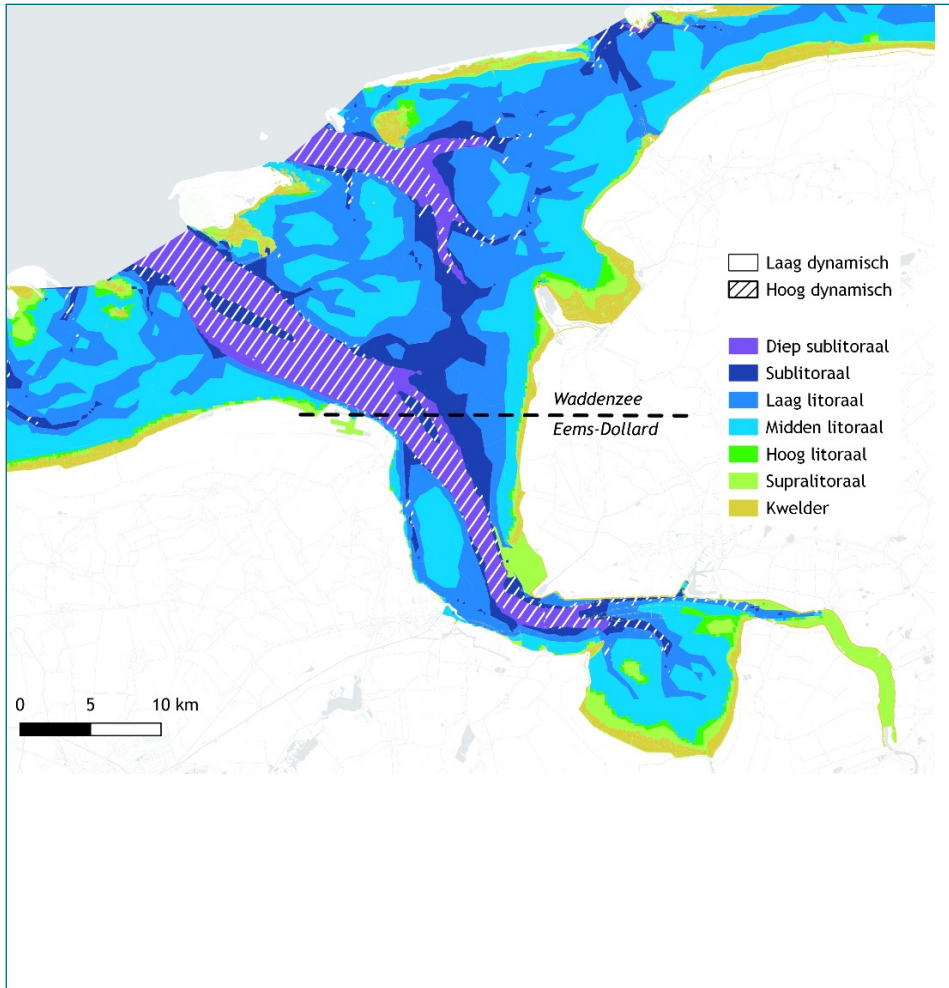 Laag dynamisch
Hoog dynamisch
Diep sublitoraal
Sublitoraal
Laag litoraal
Midden litoraal
Hoog litoraal
Supralitoraal
Kwelder
Waddenzee
Eems-Dollard
0 5 10 km